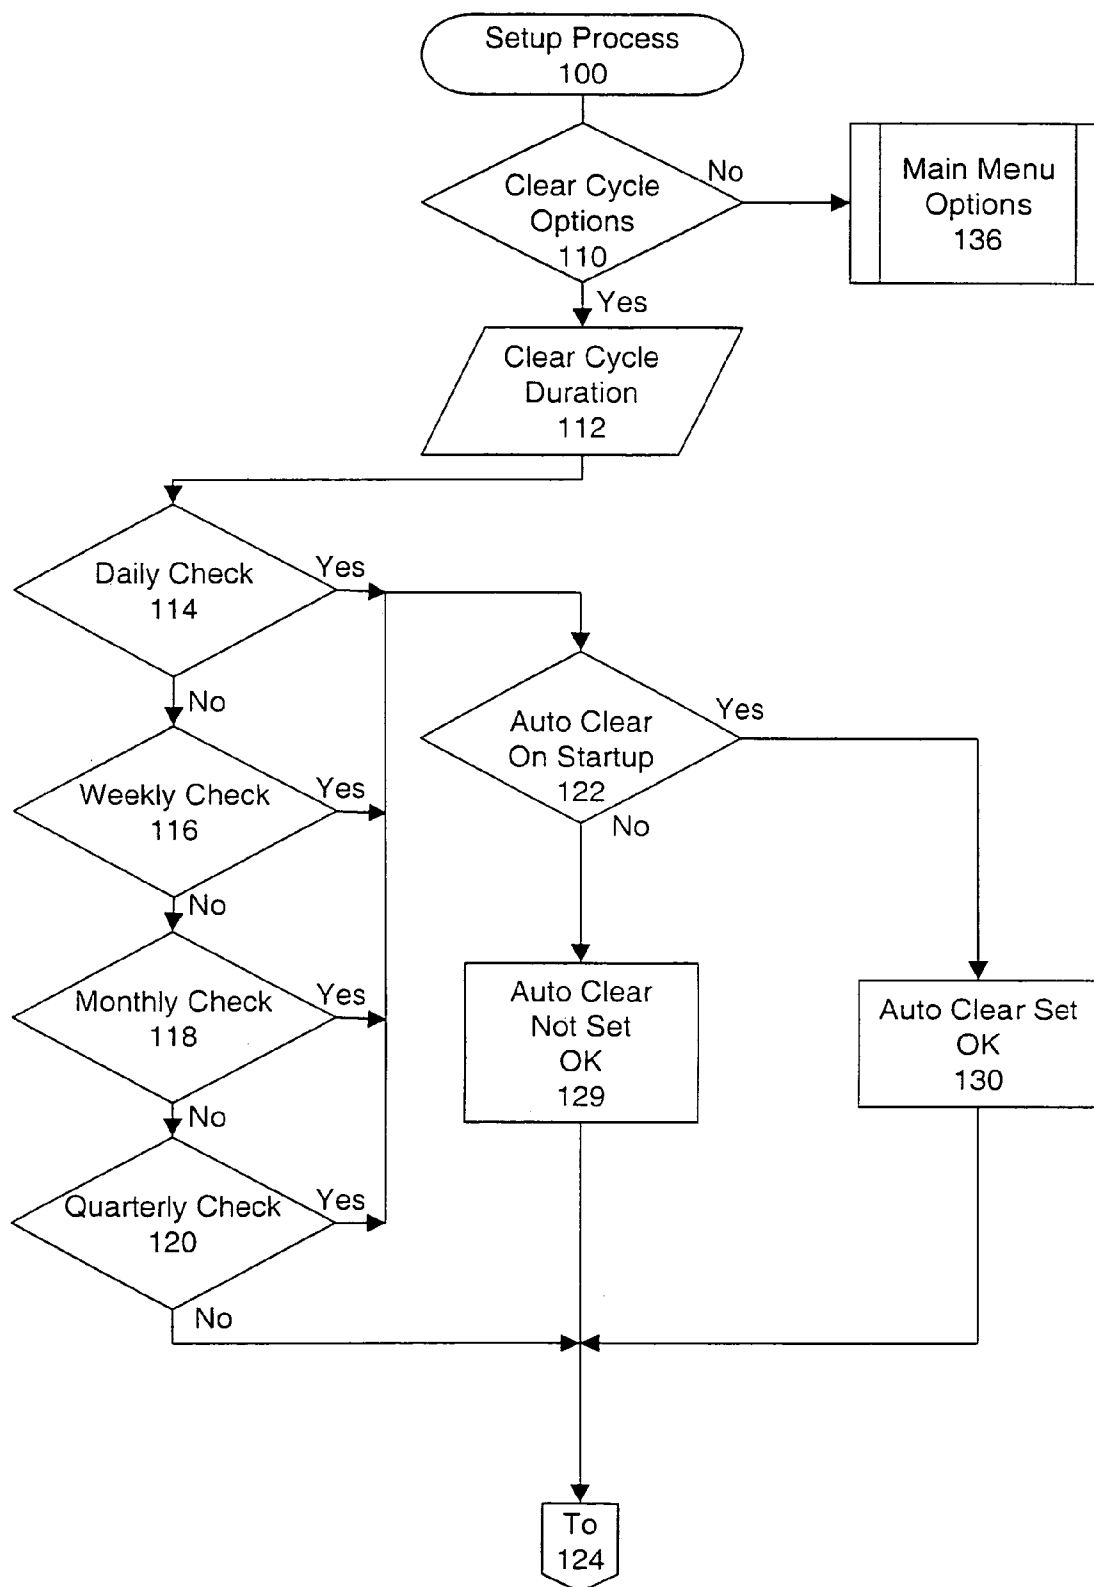 Setup Process
100
Clear Cycle
Options
110
No
Main Menu
Options
136
Yes
Clear Cycle
Duration
112
Daily Check
114
Yes
No
Auto Clear
On Startup
122
Yes
No
Weekly Check
116
Yes
No
Monthly Check
118
Yes
No
Auto Clear
Not Set
OK
129
Auto Clear Set
OK
130
Quarterly Check
120
Yes
No
To
124